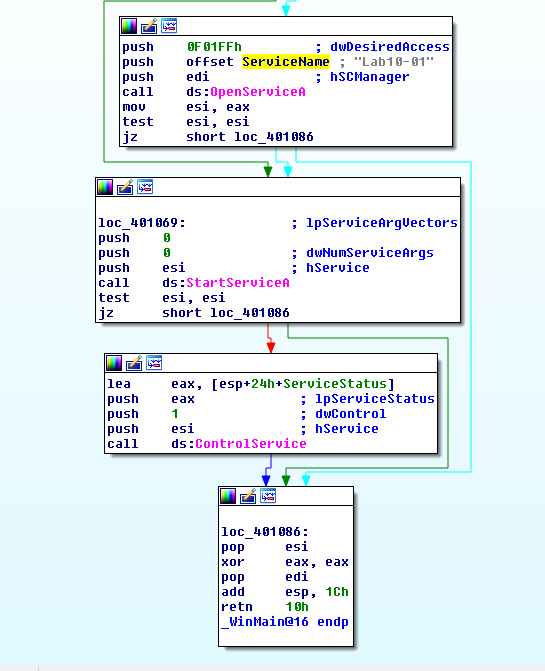 push 0F01FFh ; dwDesiredAccess
push offset ServiceName ; "Lab10-01"
push edi ; hSCManager
call ds:OpenServiceA
mov esi, eax
test esi, esi
jz short loc_401086
loc_401069: ; lpServiceArgVectors
push 0
push 0 ; dwNumServiceArgs
push esi ; hService
call ds:StartServiceA
test esi, esi
jz short loc_401086
lea eax, [esp+24h+ServiceStatus]
push eax ; lpServiceStatus
push 1 ; dwControl
push esi ; hService
call ds:ControlService
loc_401086:
pop esi
xor eax, eax
pop edi
add esp, 1Ch
retn 10h
_WinMain@16 endp